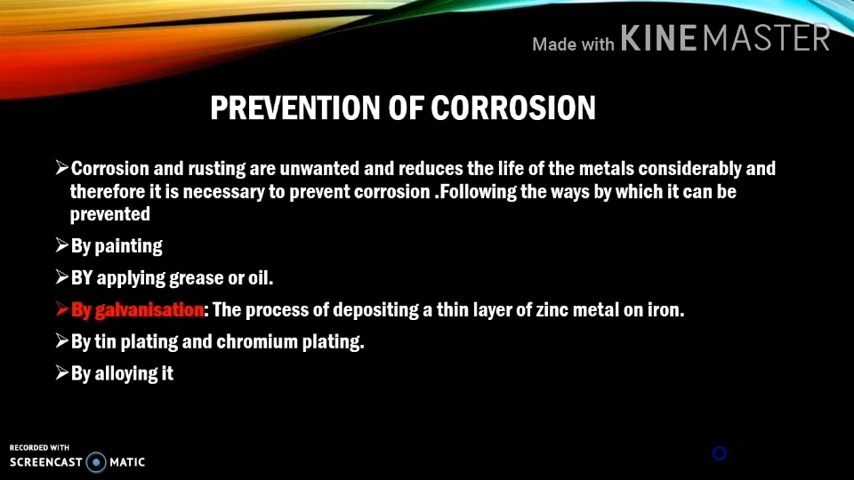 Made with KINEMASTER
PREVENTION OF CORROSION
➢Corrosion and rusting are unwanted and reduces the life of the metals considerably and
therefore it is necessary to prevent corrosion .Following the ways by which it can be
prevented
➢By painting
➢BY applying grease or oil.
➢By galvanisation: The process of depositing a thin layer of zinc metal on iron.
➢By tin plating and chromium plating.
➢By alloying it
RECORDED WITH
SCREENCAST MATIC